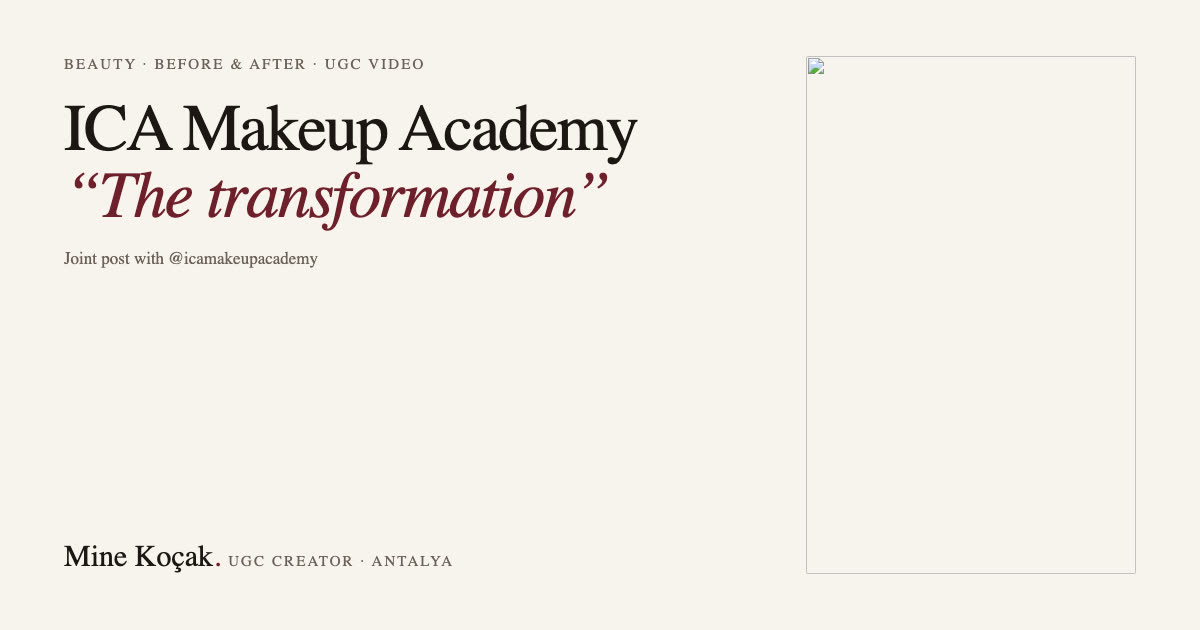 BEAUTY · BEFORE & AFTER · UGC VIDEO
ICA Makeup Academy
“The transformation”
Joint post with @icamakeupacademy
Mine Koçak. UGC CREATOR · ANTALYA